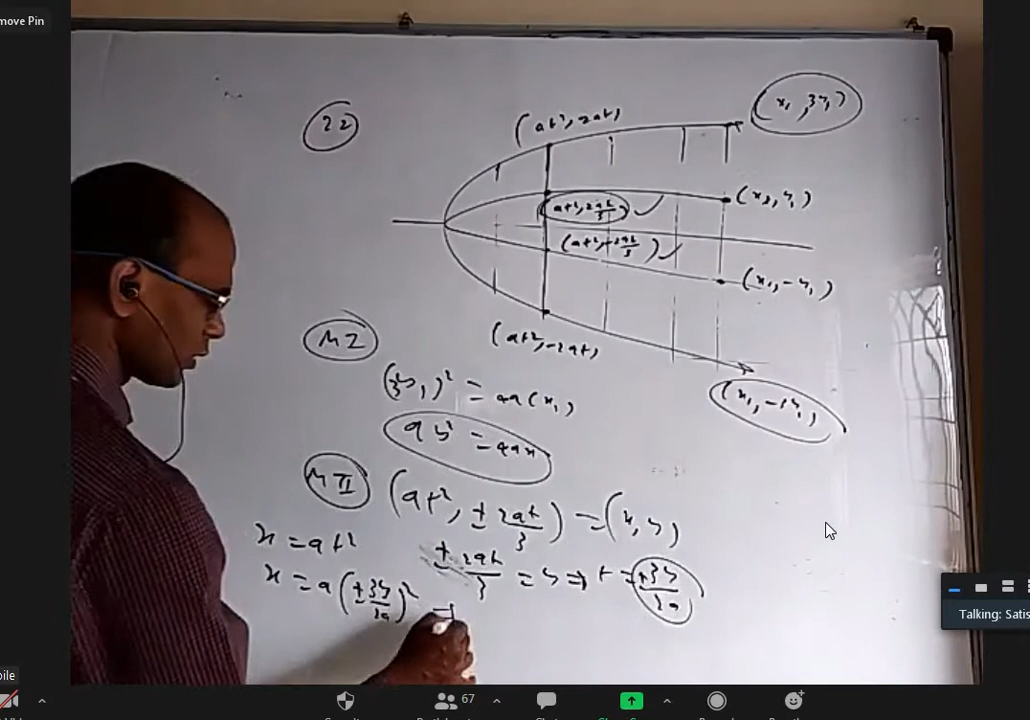 move Pin
22
(at², 2at)
(x₁, 3y₁)
(at², 2at/3)
(x₁, y₁)
(at², -2at/3)
(x₁, -y₁)
(at², -2at)
(x₁, -3y₁)
M I
(±3y₁)² = 4a(x₁)
9y² = 4ax
M II
(at², ±2at/3) = (x, y)
x = at²
±2at/3 = y ⇒ t = ±3y/2a
x = a(±3y/2a)²
Talking: Satis
bile
67